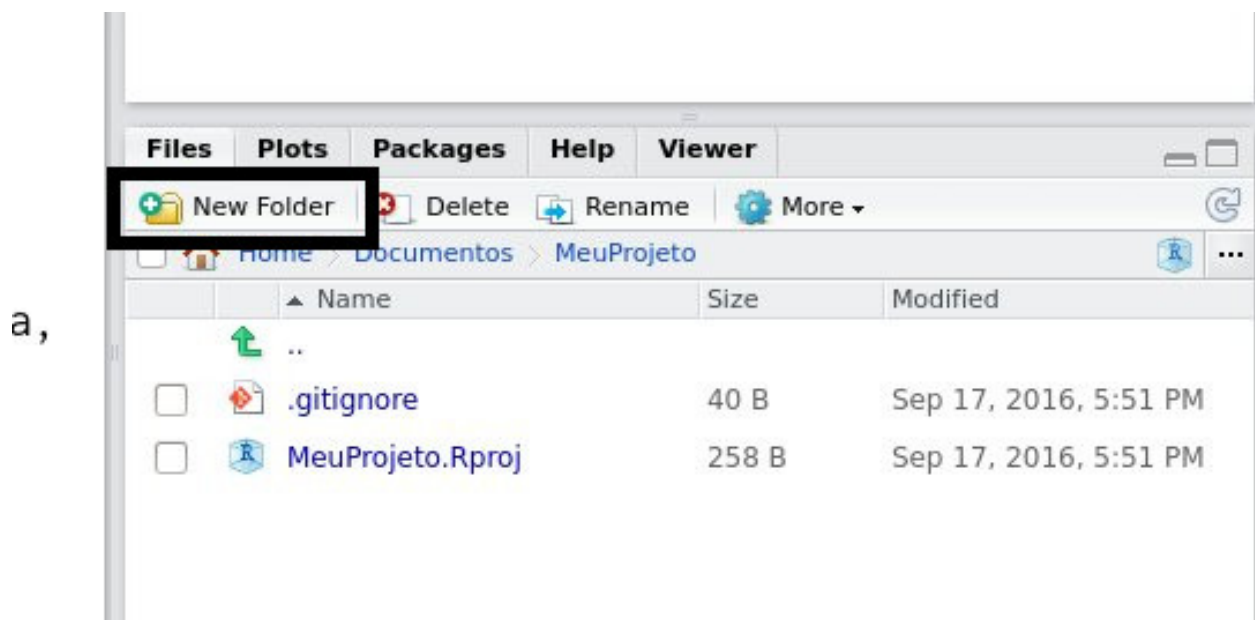 Files Plots Packages Help Viewer
New Folder Delete Rename More
Home Documentos MeuProjeto R ...
Name Size Modified
a,
..
.gitignore 40 B Sep 17, 2016, 5:51 PM
R MeuProjeto.Rproj 258 B Sep 17, 2016, 5:51 PM